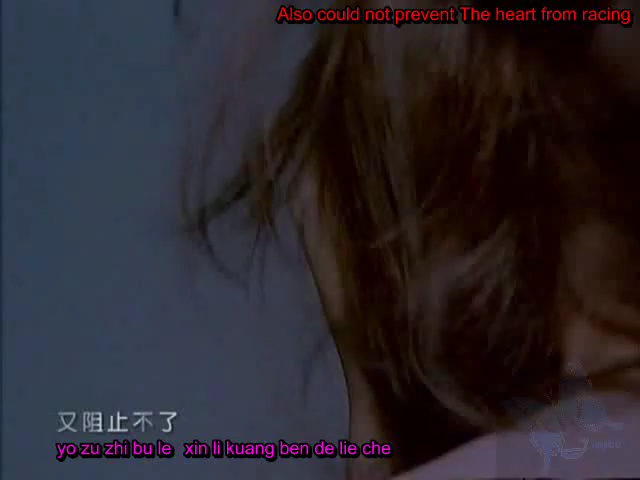 Also could not prevent The heart from racing
又阻止不了
yo zu zhi bu le xin li kuang ben de lie che